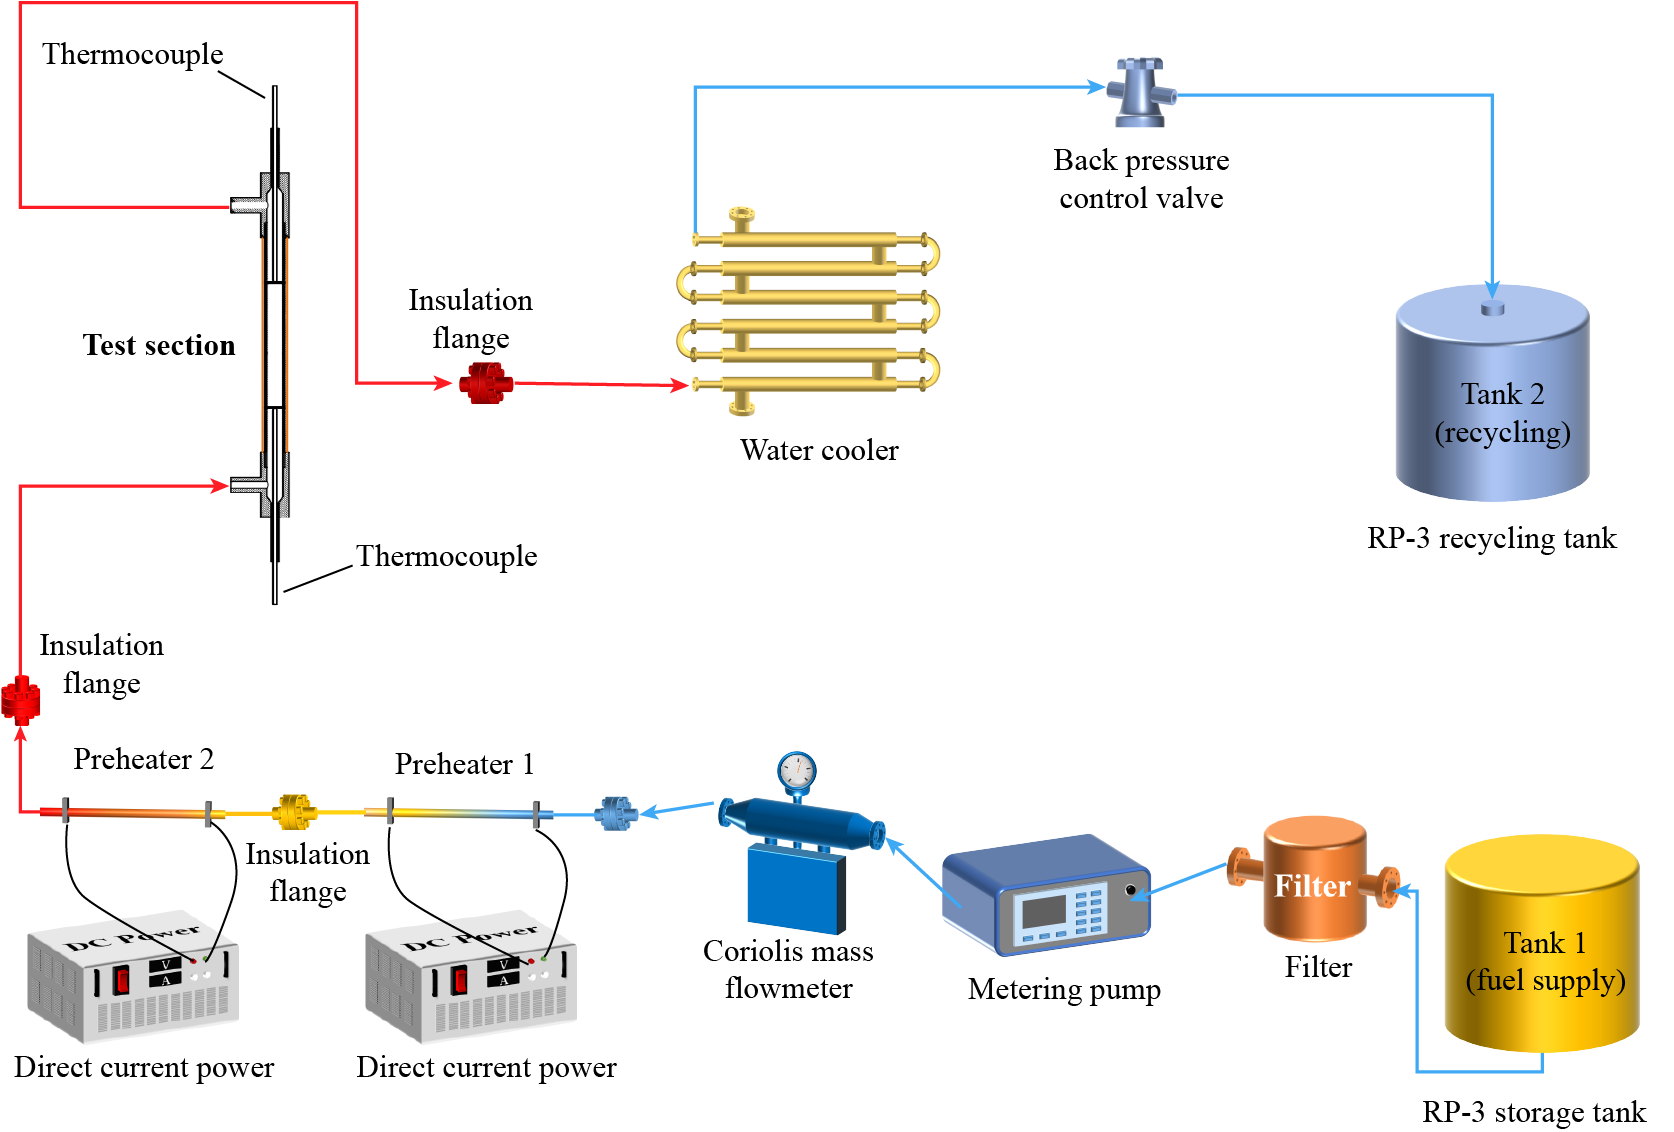 Thermocouple
Back pressure
control valve
Insulation
flange
Test section
Tank 2
(recycling)
Water cooler
RP-3 recycling tank
Thermocouple
Insulation
flange
Preheater 2
Preheater 1
Insulation
flange
Filter
DC Power
V
A
DC Power
V
A
Coriolis mass
flowmeter
Metering pump
Filter
Tank 1
(fuel supply)
Direct current power
Direct current power
RP-3 storage tank